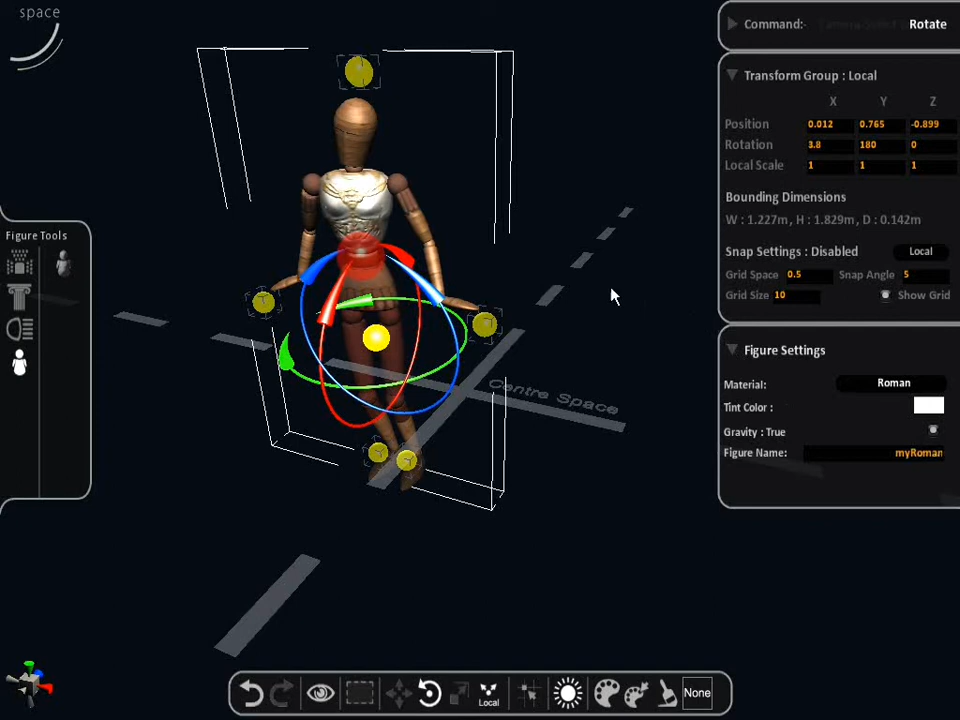 space
Command:
Rotate
Transform Group : Local
X Y Z
Position 0.012 0.765 -0.899
Rotation 3.8 180 0
Local Scale 1 1 1
Bounding Dimensions
W : 1.227m, H : 1.829m, D : 0.142m
Snap Settings : Disabled Local
Grid Space 0.5 Snap Angle 5
Grid Size 10 Show Grid
Figure Tools
Centre Space
Figure Settings
Material: Roman
Tint Color :
Gravity : True
Figure Name: myRoman
Local
None